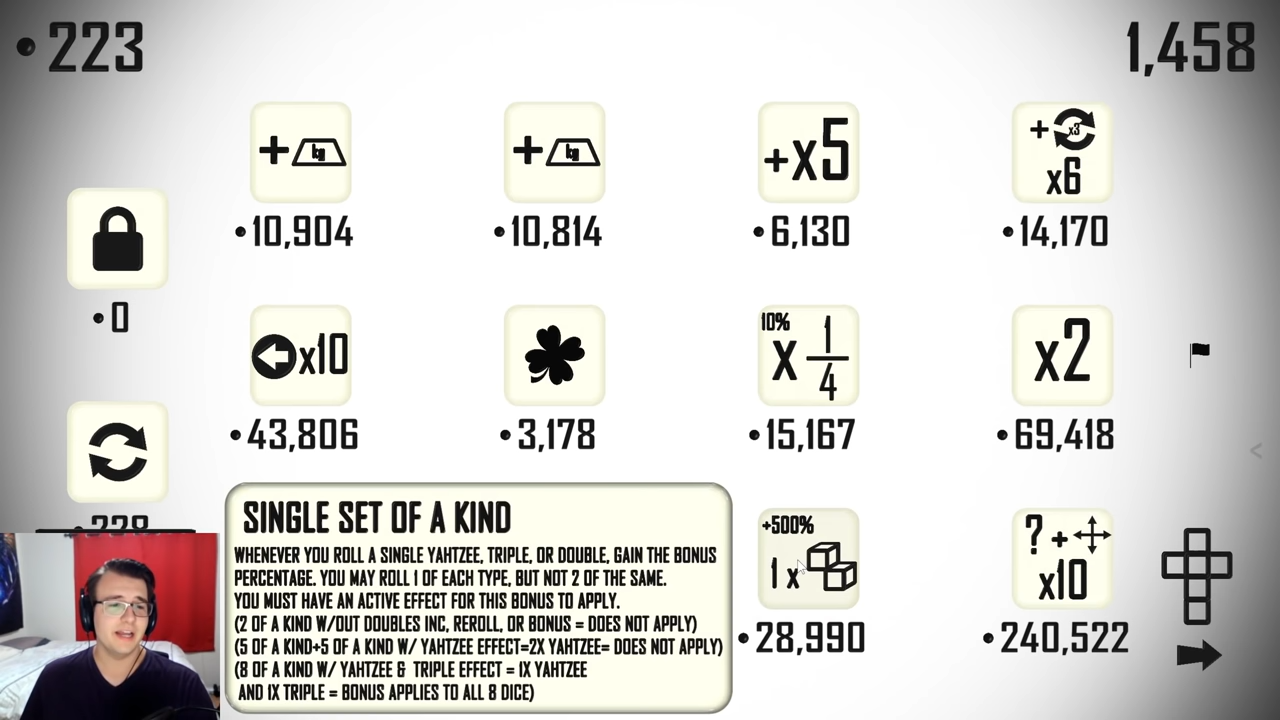 •223
1,458
+kg
+kg
+x5
+x3
x6
•10,904
•10,814
•6,130
•14,170
•0
x10
10%
x 1/4
x2
•43,806
•3,178
•15,167
•69,418
SINGLE SET OF A KIND
WHENEVER YOU ROLL A SINGLE YAHTZEE, TRIPLE, OR DOUBLE, GAIN THE BONUS
PERCENTAGE. YOU MAY ROLL 1 OF EACH TYPE, BUT NOT 2 OF THE SAME.
YOU MUST HAVE AN ACTIVE EFFECT FOR THIS BONUS TO APPLY.
(2 OF A KIND W/OUT DOUBLES INC, REROLL, OR BONUS = DOES NOT APPLY)
(5 OF A KIND+5 OF A KIND W/ YAHTZEE EFFECT=2X YAHTZEE= DOES NOT APPLY)
(8 OF A KIND W/ YAHTZEE & TRIPLE EFFECT = 1X YAHTZEE
AND 1X TRIPLE = BONUS APPLIES TO ALL 8 DICE)
+500%
1 x
? +
x10
•28,990
•240,522